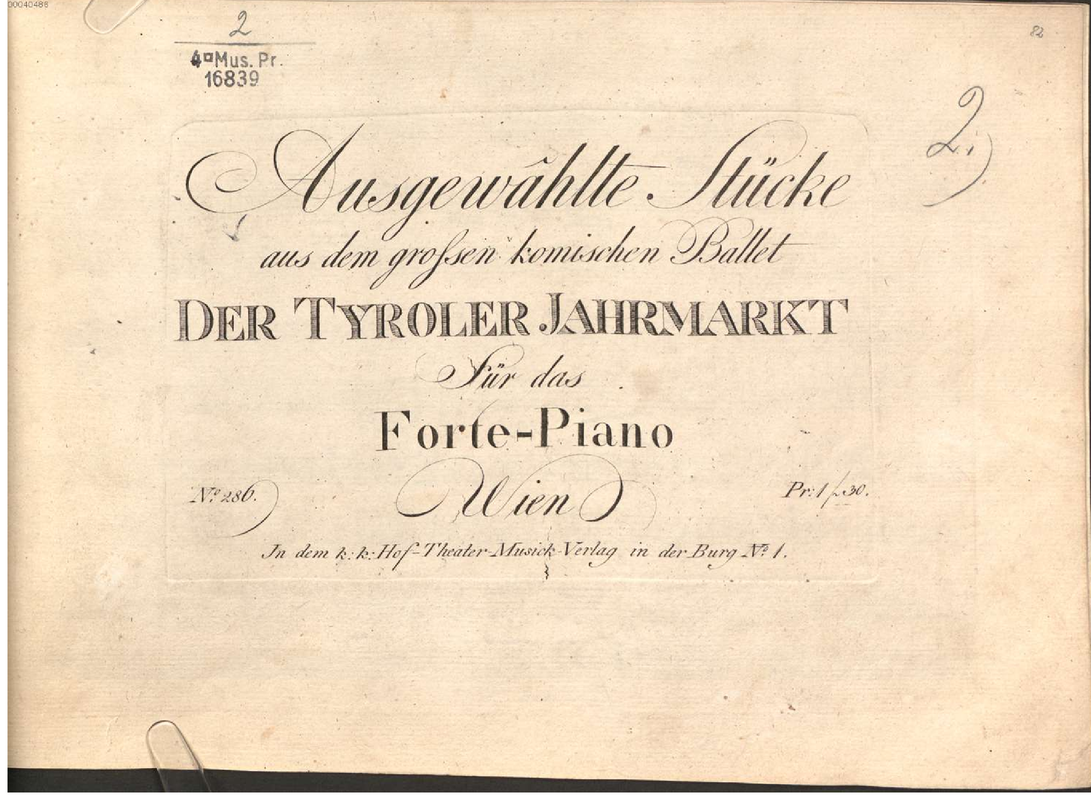 00040488
2
4° Mus. Pr.
16839
82
2.)
Ausgewählte Stücke
aus dem groſsen komischen Ballet
DER TYROLER JAHRMARKT
Für das
Forte-Piano
Nº 286.
Wien
Pr: 1 f 30.
In dem k: k: Hof-Theater-Musick-Verlag in der Burg Nº 1.